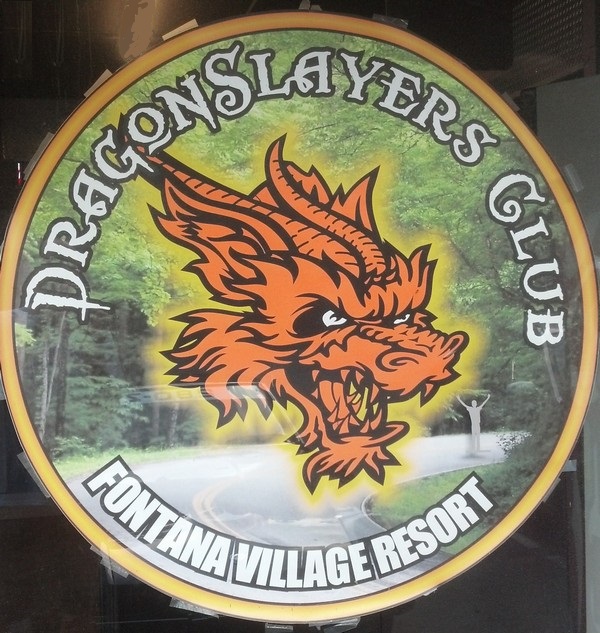 DRAGONSLAYERS CLUB
FONTANA VILLAGE RESORT